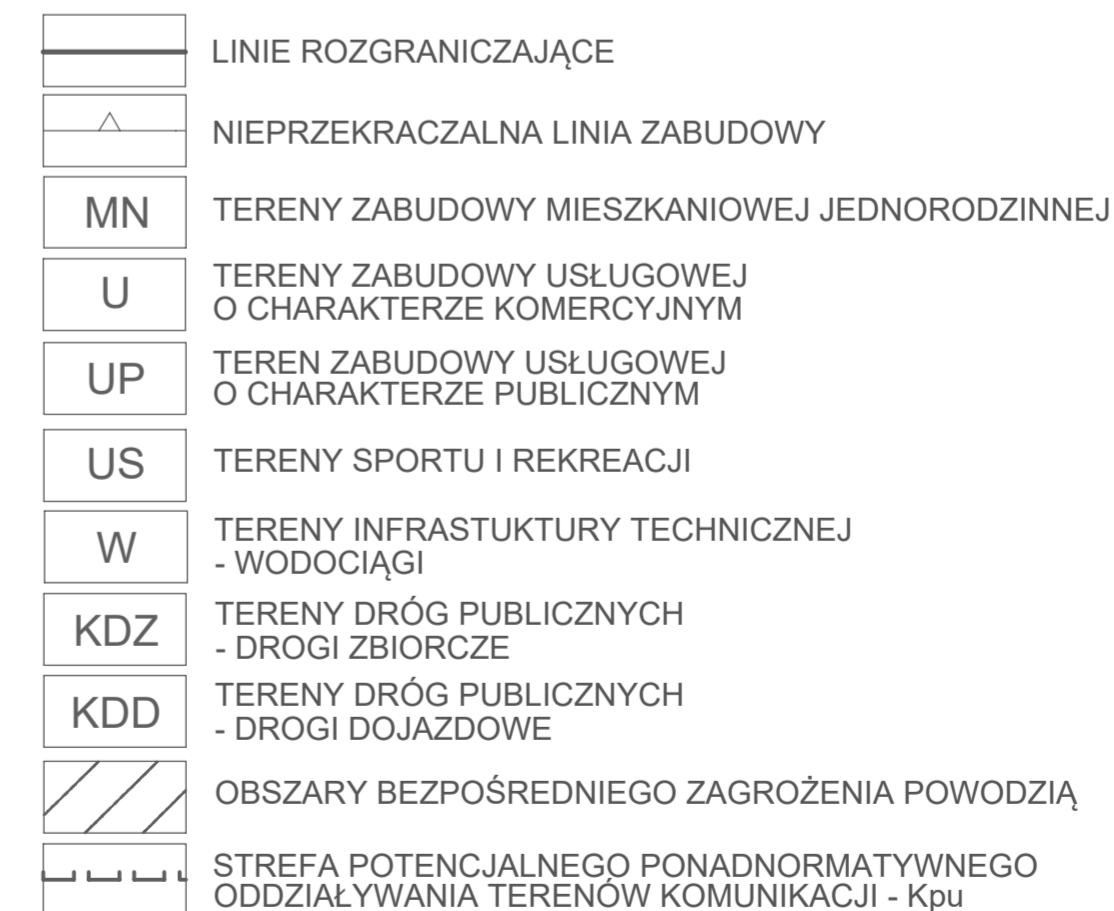 LINIE ROZGRANICZAJĄCE
NIEPRZEKRACZALNA LINIA ZABUDOWY
MN TERENY ZABUDOWY MIESZKANIOWEJ JEDNORODZINNEJ
U TERENY ZABUDOWY USŁUGOWEJ
O CHARAKTERZE KOMERCYJNYM
UP TEREN ZABUDOWY USŁUGOWEJ
O CHARAKTERZE PUBLICZNYM
US TERENY SPORTU I REKREACJI
W TERENY INFRASTUKTURY TECHNICZNEJ
- WODOCIĄGI
KDZ TERENY DRÓG PUBLICZNYCH
- DROGI ZBIORCZE
KDD TERENY DRÓG PUBLICZNYCH
- DROGI DOJAZDOWE
OBSZARY BEZPOŚREDNIEGO ZAGROŻENIA POWODZIĄ
STREFA POTENCJALNEGO PONADNORMATYWNEGO
ODDZIAŁYWANIA TERENÓW KOMUNIKACJI - Kpu